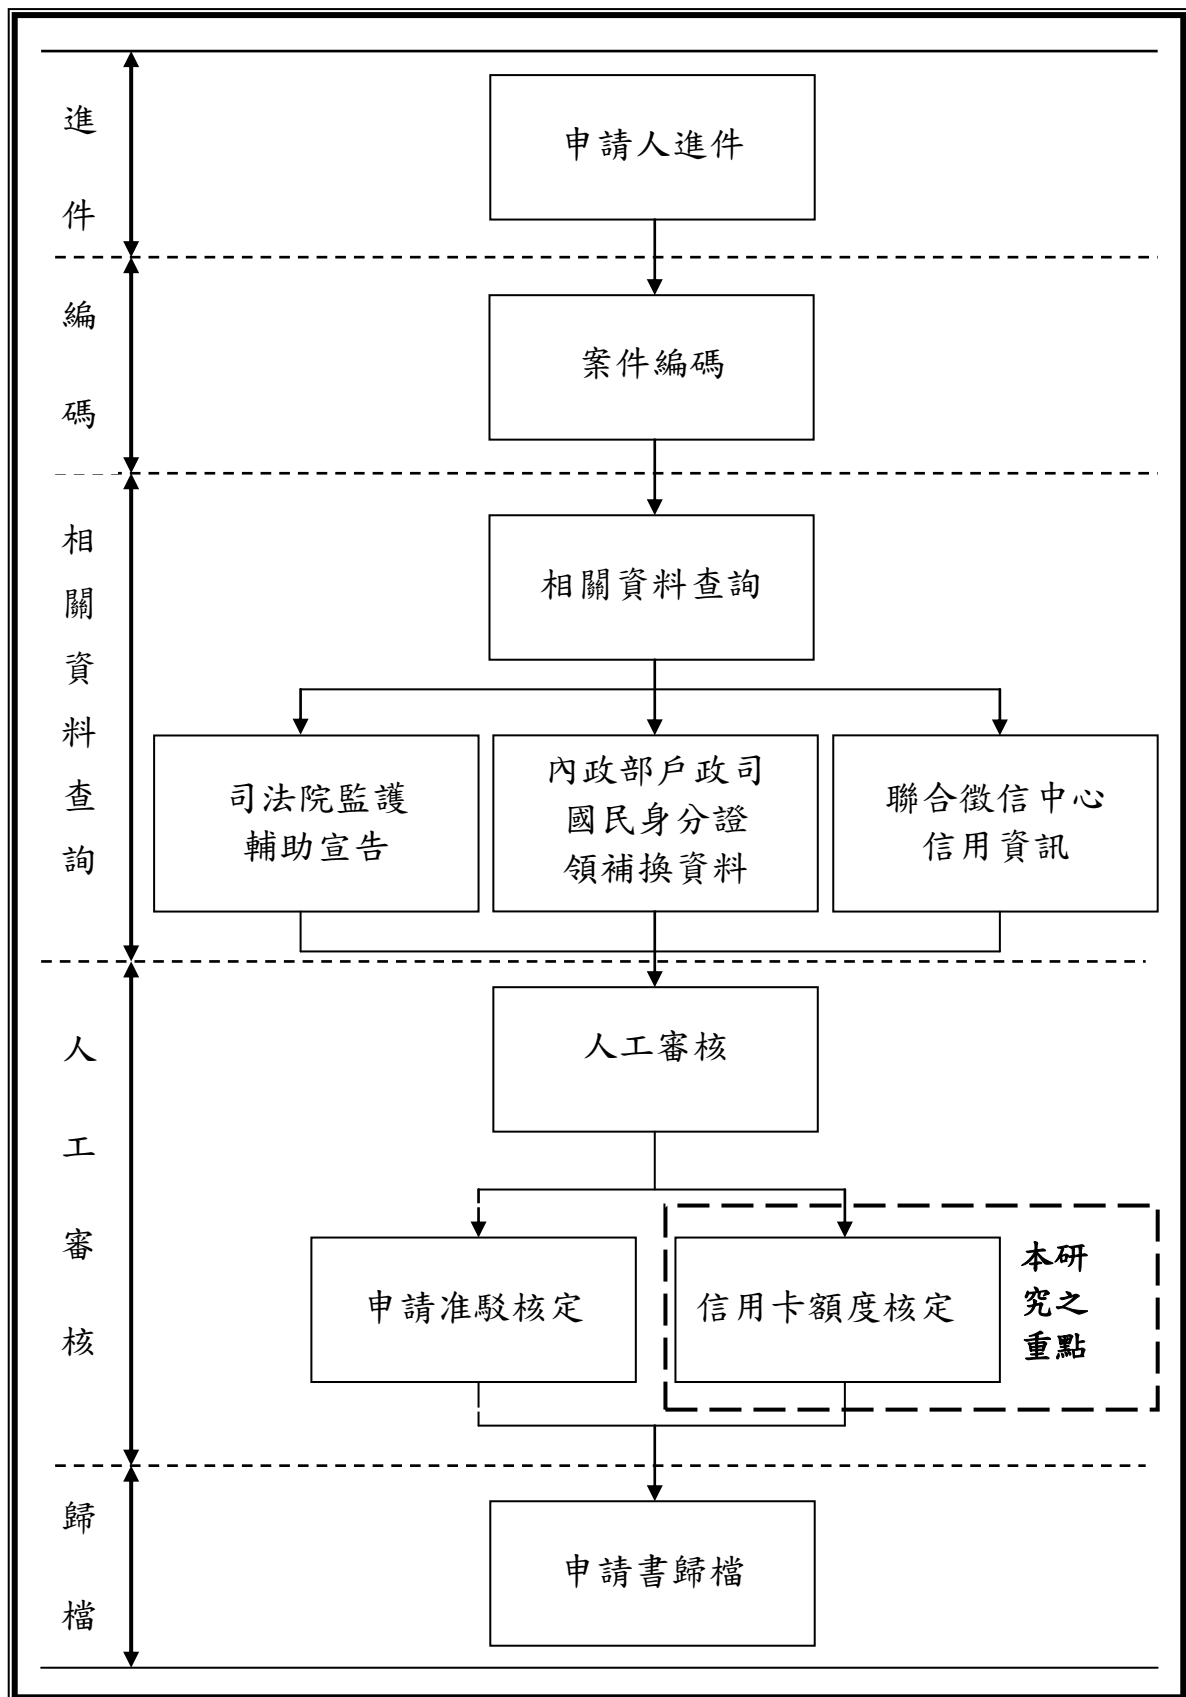 進件
申請人進件
編碼
案件編碼
相關資料查詢
相關資料查詢
司法院監護
輔助宣告
內政部戶政司
國民身分證
領補換資料
聯合徵信中心
信用資訊
人工審核
人工審核
申請准駁核定
信用卡額度核定
本研
究之
重點
歸檔
申請書歸檔